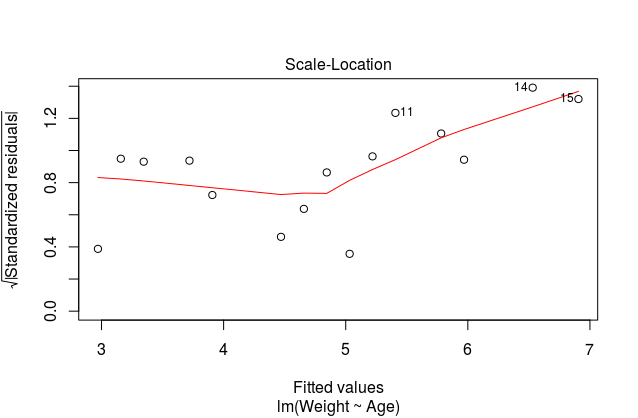 Scale-Location
√|Standardized residuals|
1.2
0.8
0.4
0.0
11
14
15
3 4 5 6 7
Fitted values
lm(Weight ~ Age)